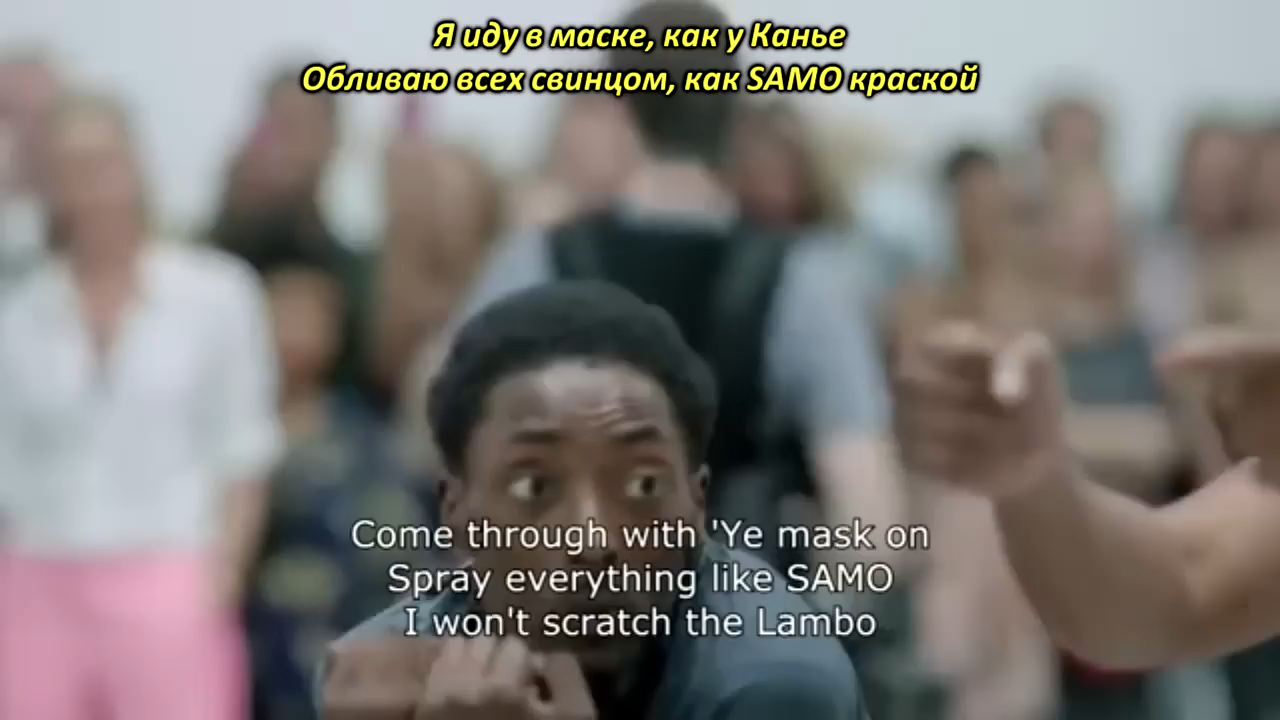 Я иду в маске, как у Канье
Обливаю всех свинцом, как SAMO краской
Come through with 'Ye mask on
Spray everything like SAMO
I won't scratch the Lambo